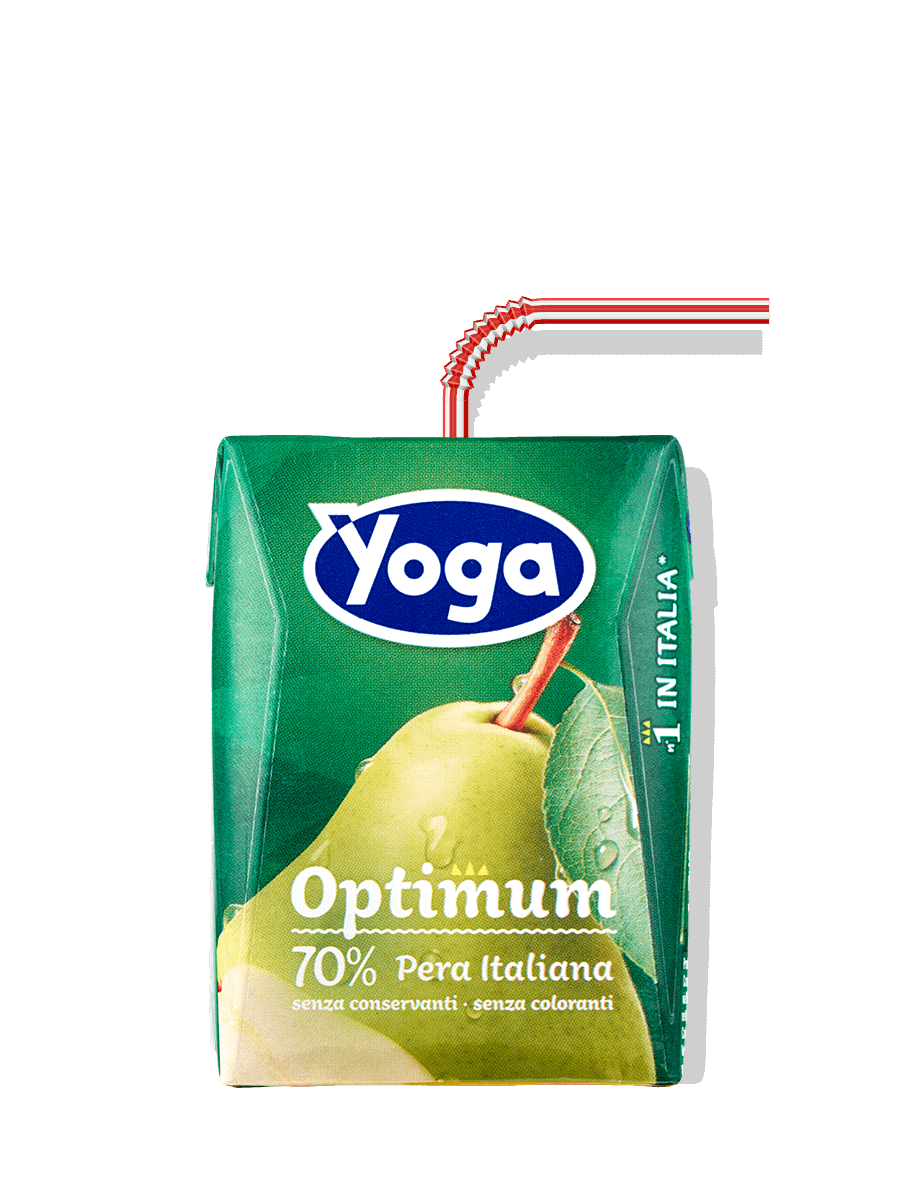 Yoga
N°1 IN ITALIA*
Optimum
70% Pera Italiana
senza conservanti · senza coloranti